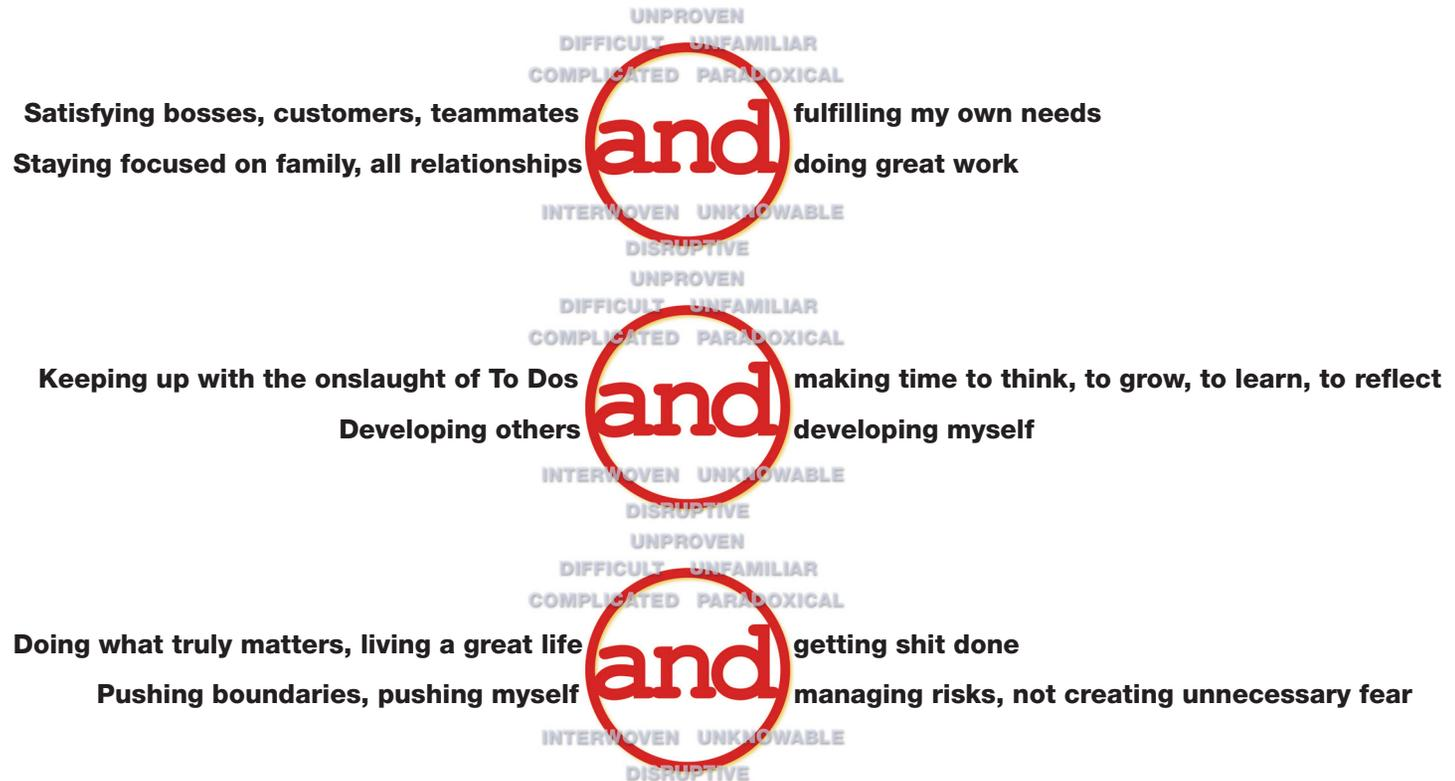 UNPROVEN
DIFFICULT UNFAMILIAR
COMPLICATED PARADOXICAL
Satisfying bosses, customers, teammates and fulfilling my own needs
Staying focused on family, all relationships doing great work
INTERWOVEN UNKNOWABLE
DISRUPTIVE
UNPROVEN
DIFFICULT UNFAMILIAR
COMPLICATED PARADOXICAL
Keeping up with the onslaught of To Dos and making time to think, to grow, to learn, to reflect
Developing others developing myself
INTERWOVEN UNKNOWABLE
DISRUPTIVE
UNPROVEN
DIFFICULT UNFAMILIAR
COMPLICATED PARADOXICAL
Doing what truly matters, living a great life and getting shit done
Pushing boundaries, pushing myself managing risks, not creating unnecessary fear
INTERWOVEN UNKNOWABLE
DISRUPTIVE